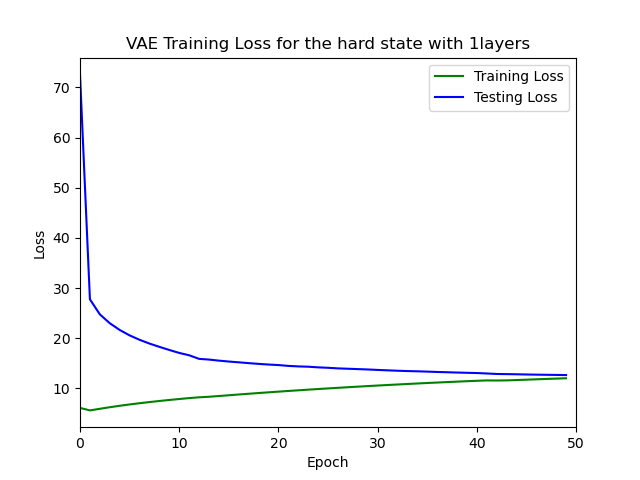 VAE Training Loss for the hard state with 1layers
Training Loss
Testing Loss
70
60
50
40
30
20
10
Loss
0 10 20 30 40 50
Epoch